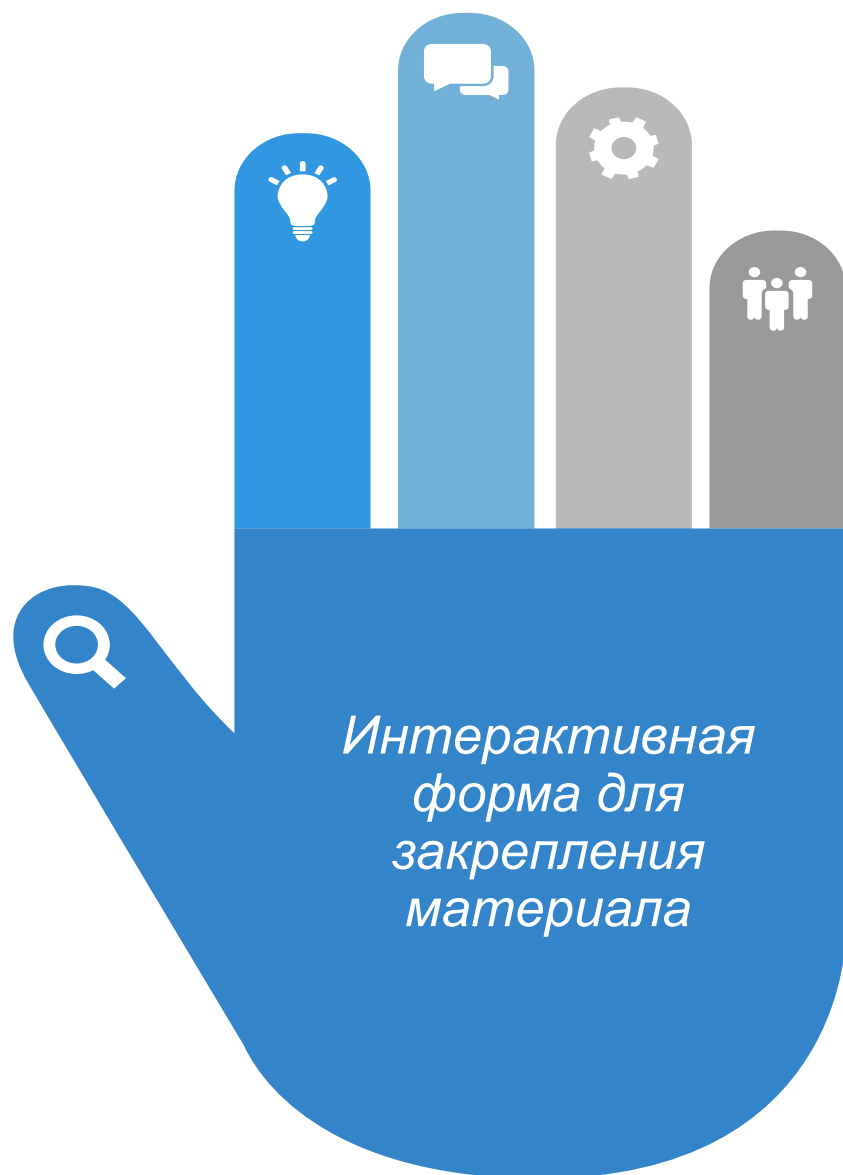 Интерактивная
форма для
закрепления
материала